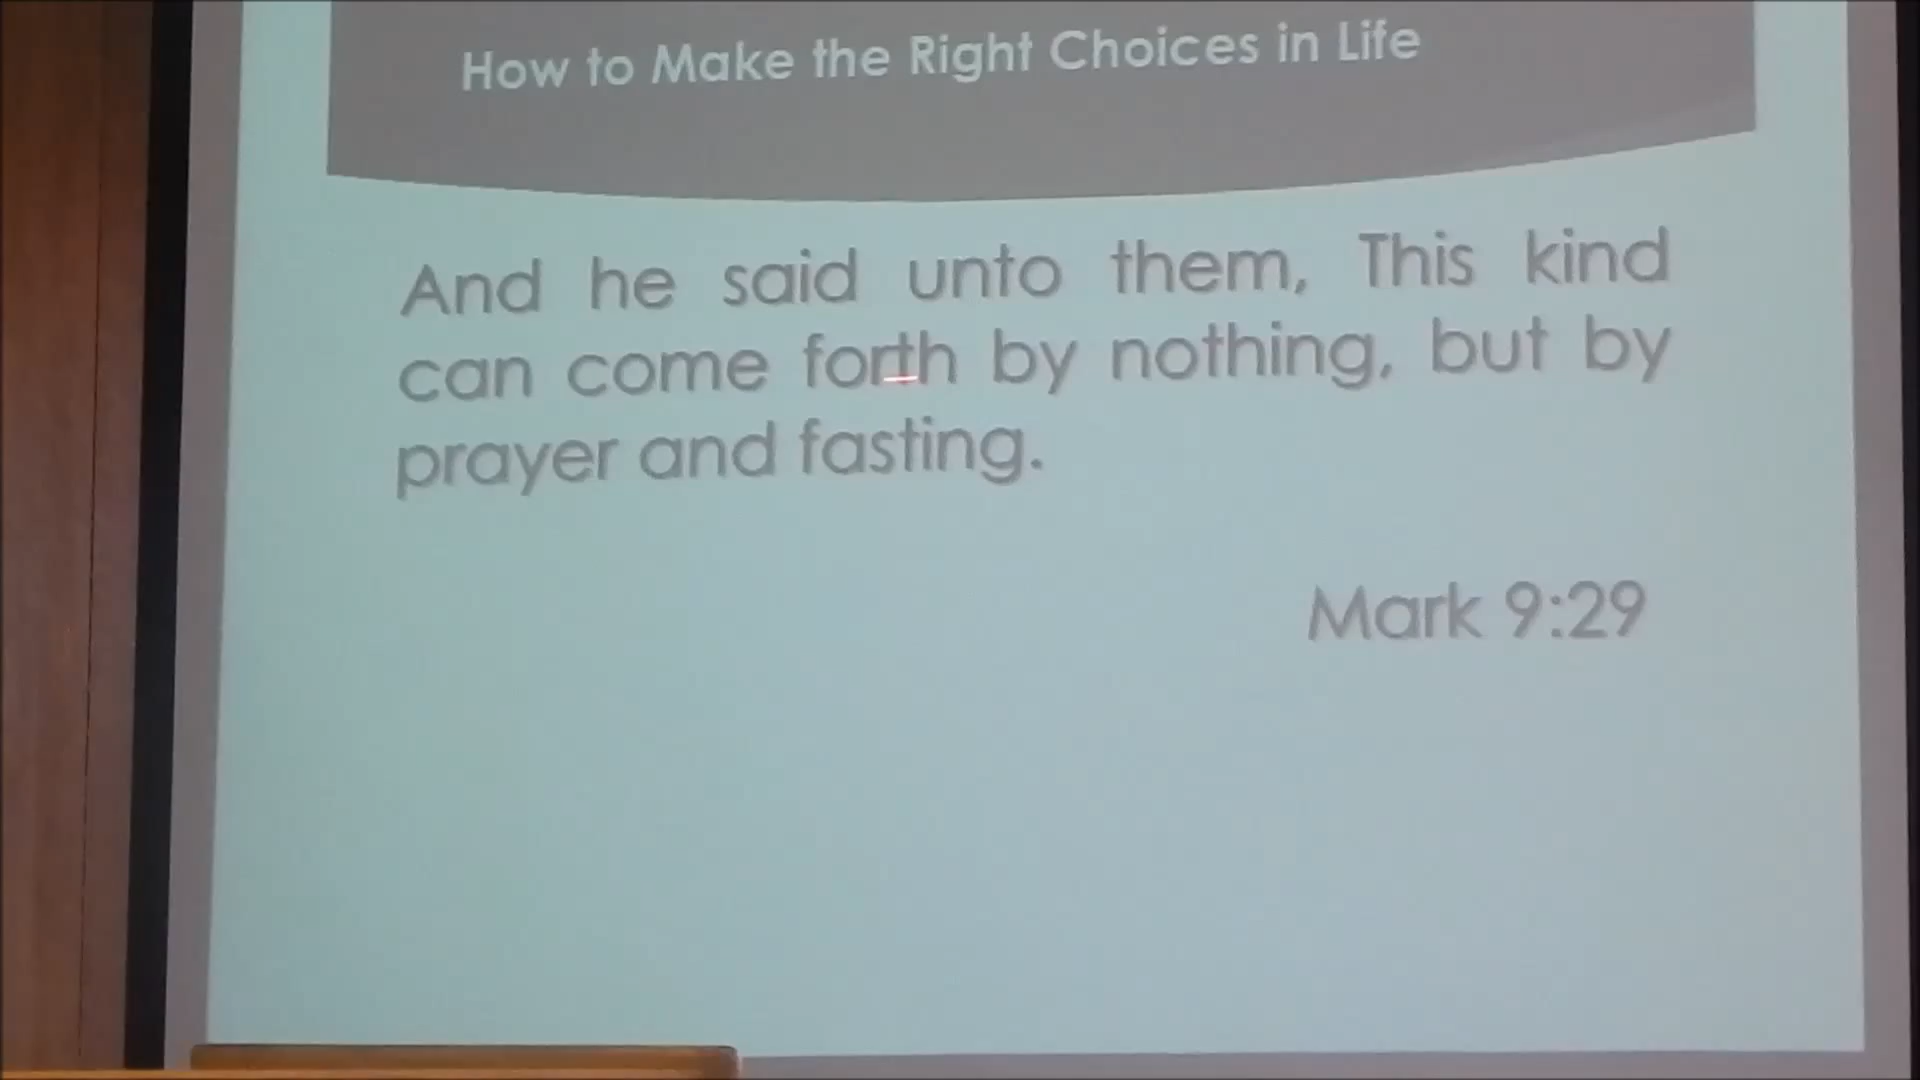 How to Make the Right Choices in Life
And he said unto them, This kind
can come forth by nothing, but by
prayer and fasting.
Mark 9:29